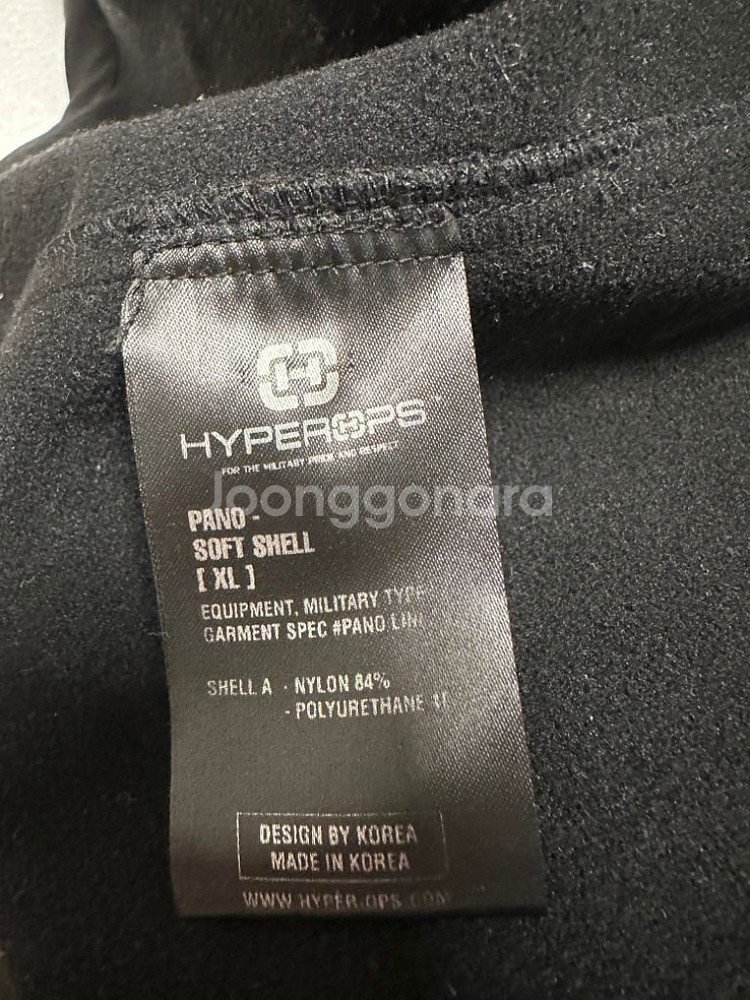 H
HYPEROPS
FOR THE MILITARY PRIDE AND RESPECT
Joonggonara
PANO -
SOFT SHELL
[ XL ]
EQUIPMENT. MILITARY TYPE
GARMENT SPEC #PANO
SHELL A - NYLON 84%
- POLYURETHANE
DESIGN BY KOREA
MADE IN KOREA
WWW.HYPER-OPS.COM